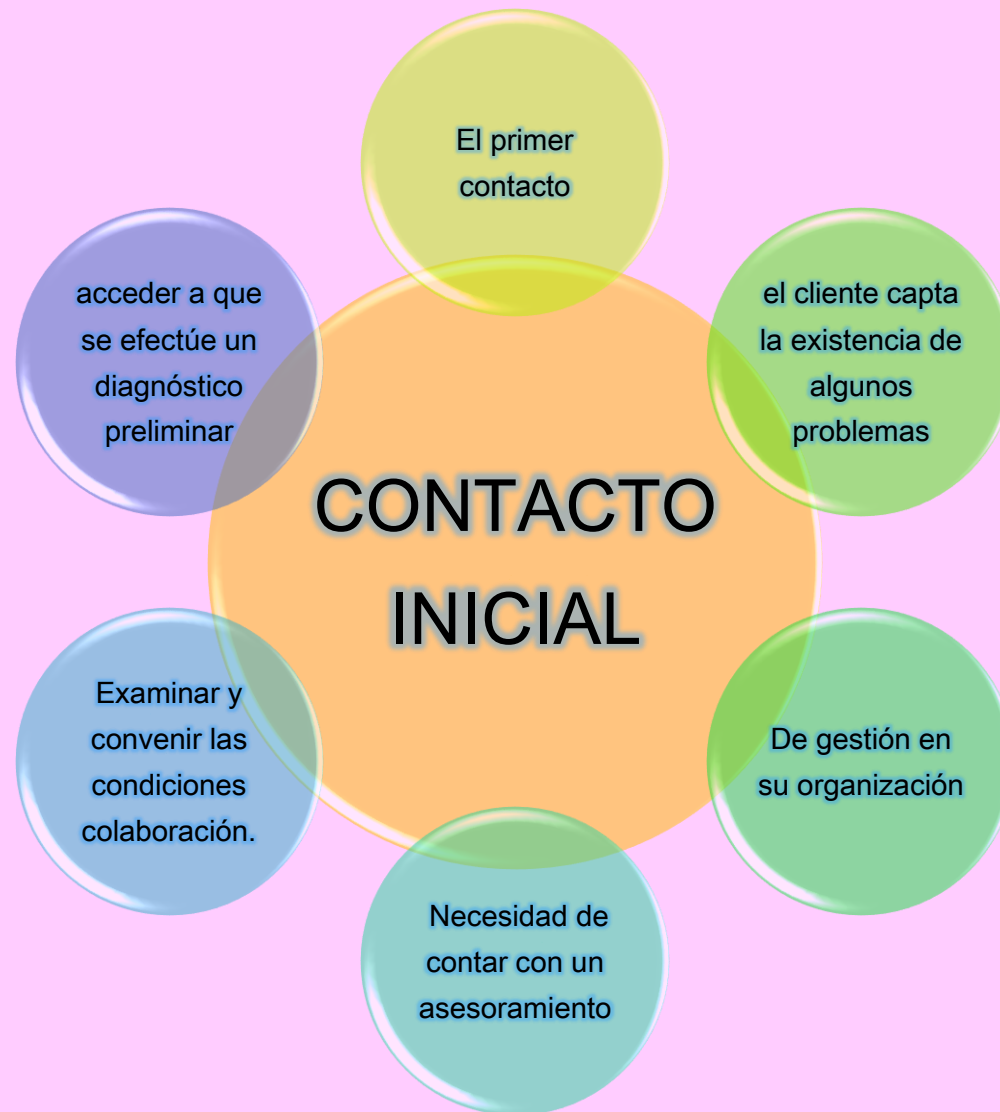 El primer
contacto
el cliente capta
la existencia de
algunos
problemas
De gestión en
su organización
Necesidad de
contar con un
asesoramiento
Examinar y
convenir las
condiciones
colaboración.
acceder a que
se efectúe un
diagnóstico
preliminar
CONTACTO
INICIAL